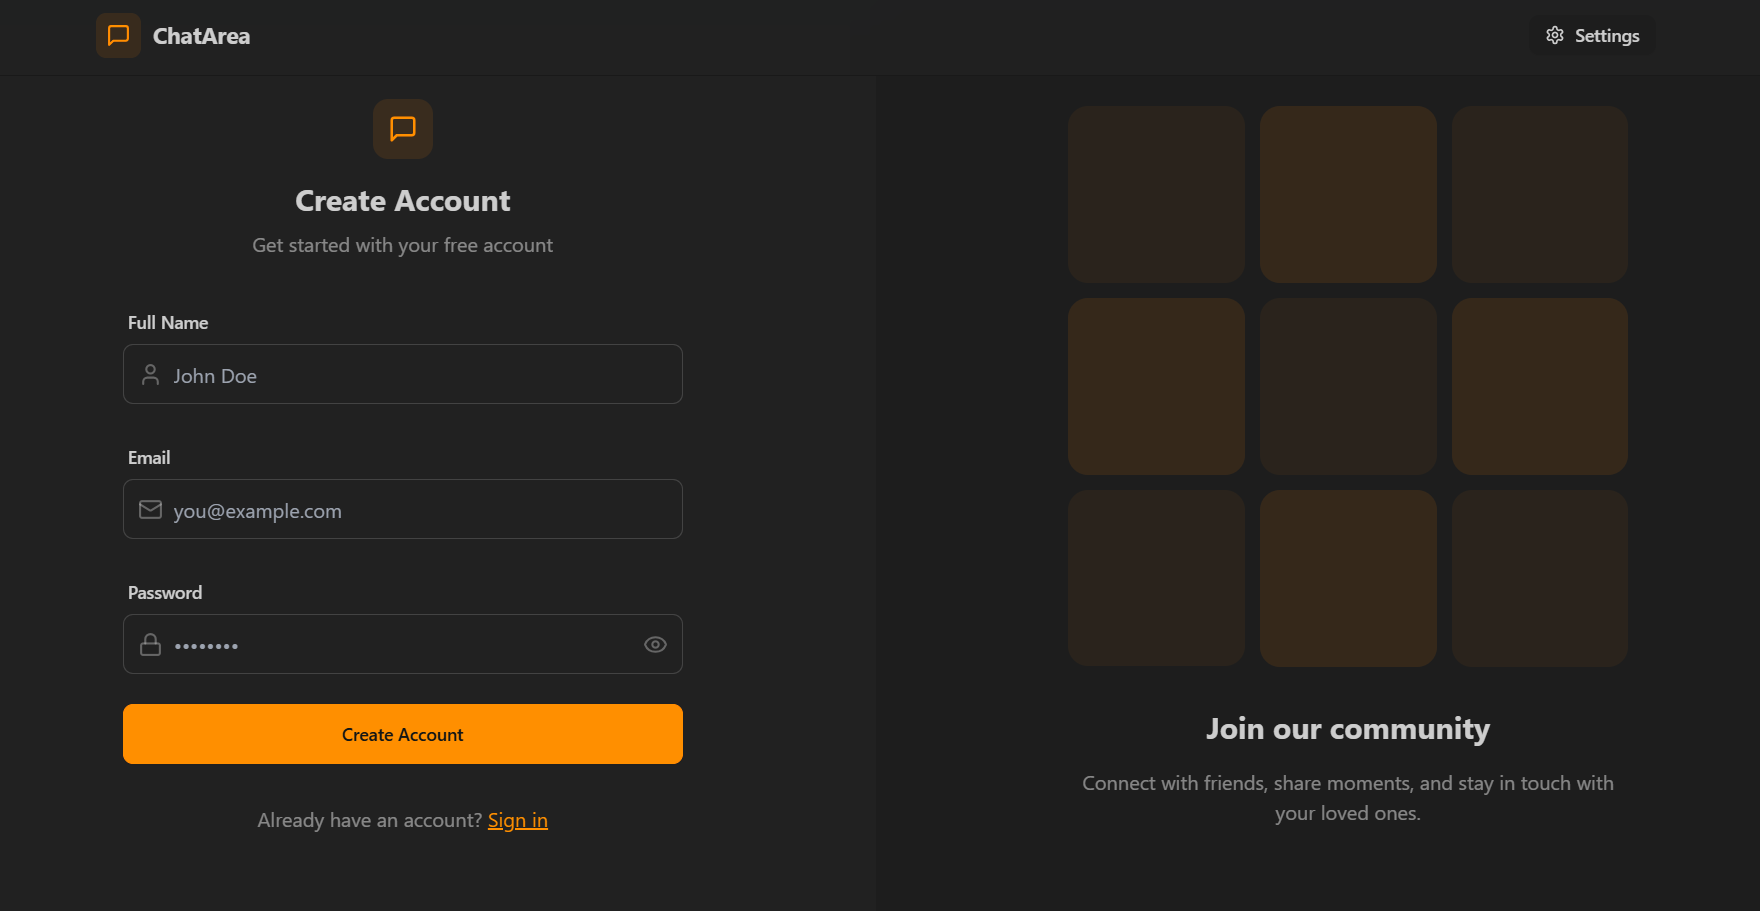 ChatArea
Settings
Create Account
Get started with your free account
Full Name
John Doe
Email
you@example.com
Password
••••••••
Create Account
Already have an account? Sign in
Join our community
Connect with friends, share moments, and stay in touch with
your loved ones.